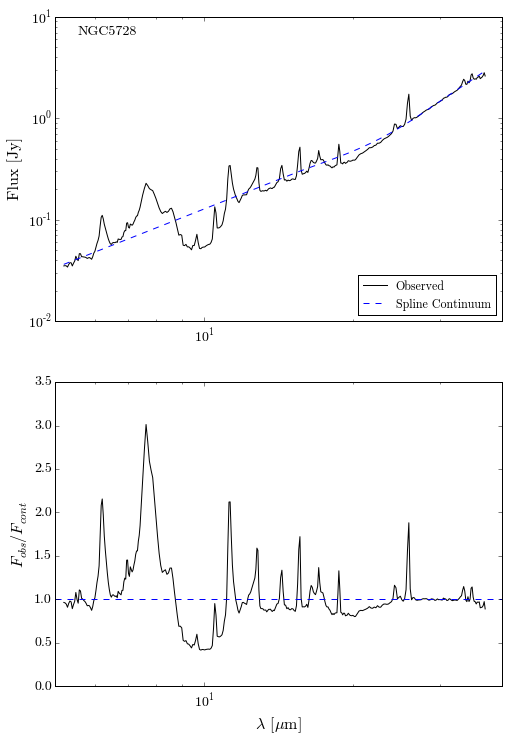 10^1
NGC5728
10^0
Flux [Jy]
10^-1
Observed
Spline Continuum
10^-2
10^1
3.5
3.0
2.5
2.0
F_obs/F_cont
1.5
1.0
0.5
0.0
10^1
λ [μm]